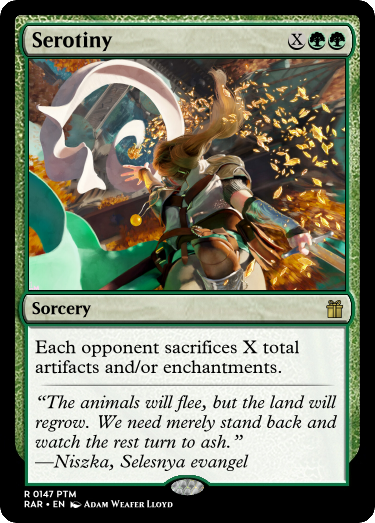 Serotiny X
Sorcery
Each opponent sacrifices X total
artifacts and/or enchantments.
“The animals will flee, but the land will
regrow. We need merely stand back and
watch the rest turn to ash.”
—Niszka, Selesnya evangel
R 0147 PTM
RAR • EN Adam Weafer Lloyd